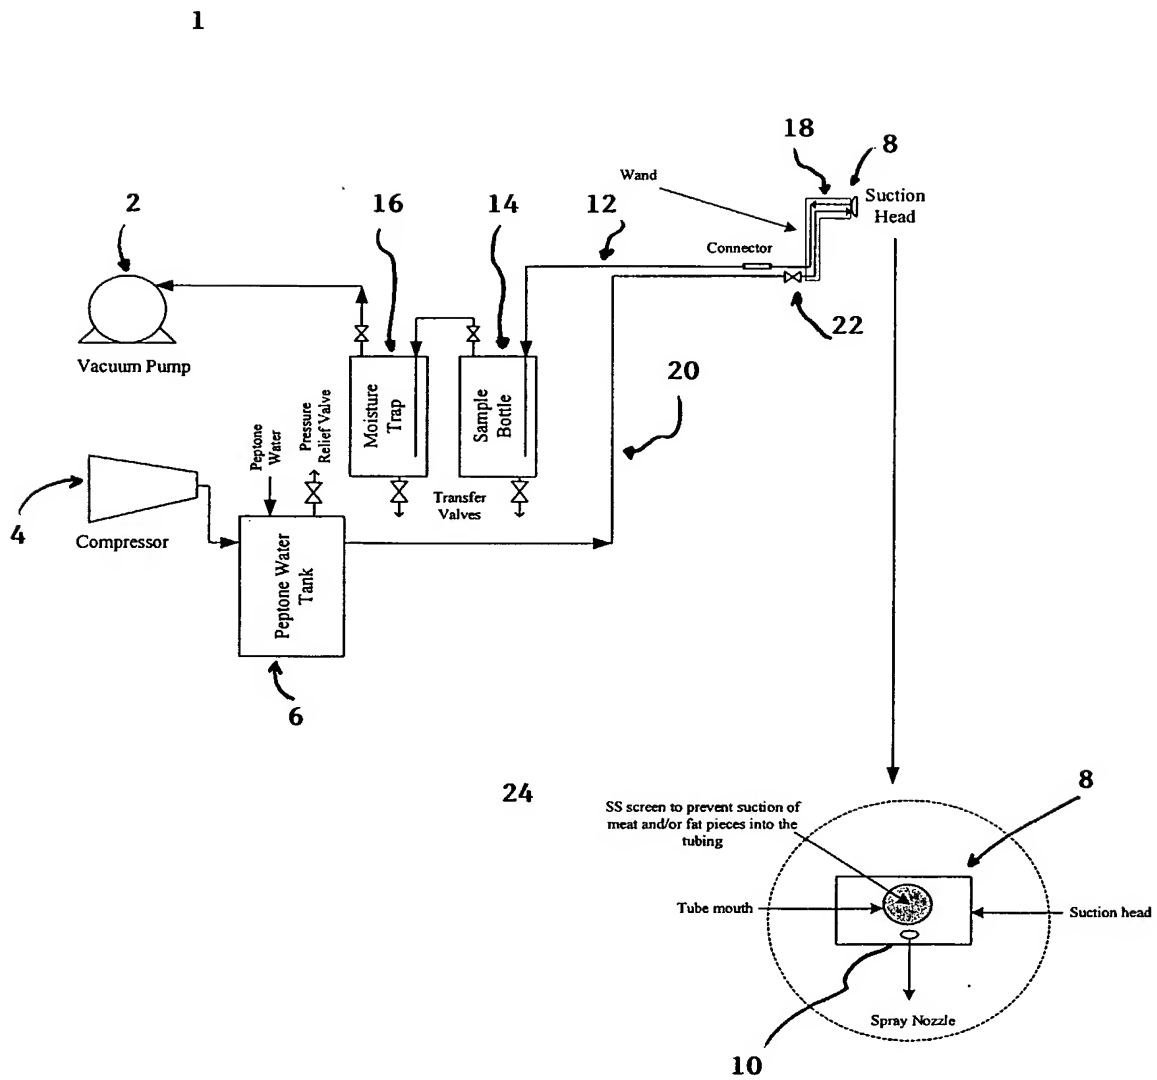 1
18
8
Wand
Suction
Head
2
16
14
12
Connector
22
Vacuum Pump
20
Moisture
Trap
Sample
Bottle
Peptone
Water
Pressure
Relief Valve
4
Transfer
Valves
Compressor
Peptone Water
Tank
6
24
8
SS screen to prevent suction of
meat and/or fat pieces into the
tubing
Tube mouth
Suction head
Spray Nozzle
10